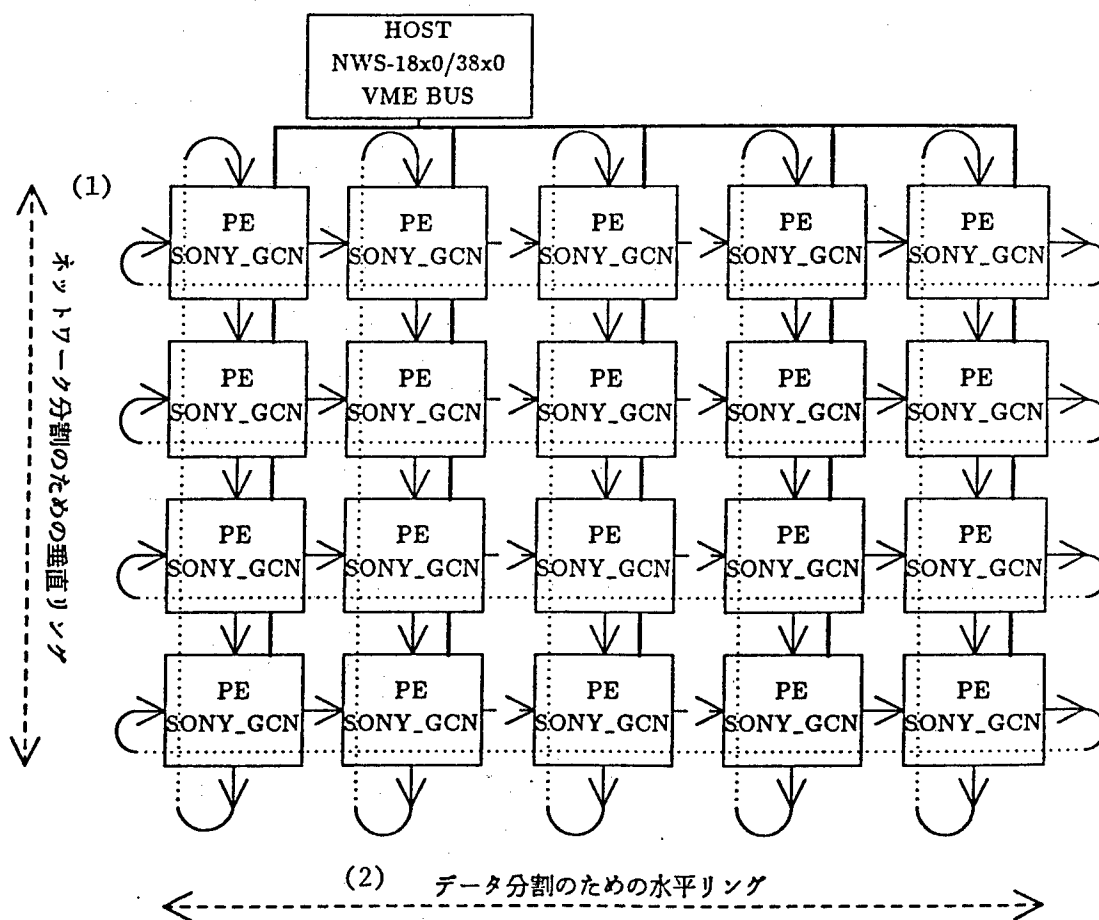 HOST
NWS-18x0/38x0
VME BUS
(1)
ネットワーク分割のための垂直リング
PE PE PE PE PE
SONY_GCN SONY_GCN SONY_GCN SONY_GCN SONY_GCN
PE PE PE PE PE
SONY_GCN SONY_GCN SONY_GCN SONY_GCN SONY_GCN
PE PE PE PE PE
SONY_GCN SONY_GCN SONY_GCN SONY_GCN SONY_GCN
PE PE PE PE PE
SONY_GCN SONY_GCN SONY_GCN SONY_GCN SONY_GCN
(2) データ分割のための水平リング